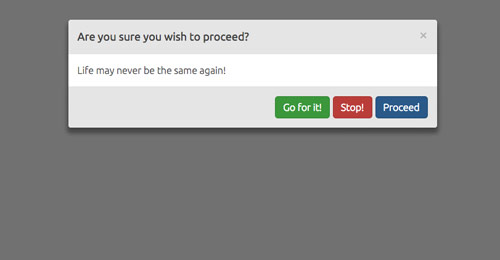 Are you sure you wish to proceed? ×
Life may never be the same again!
Go for it! Stop! Proceed